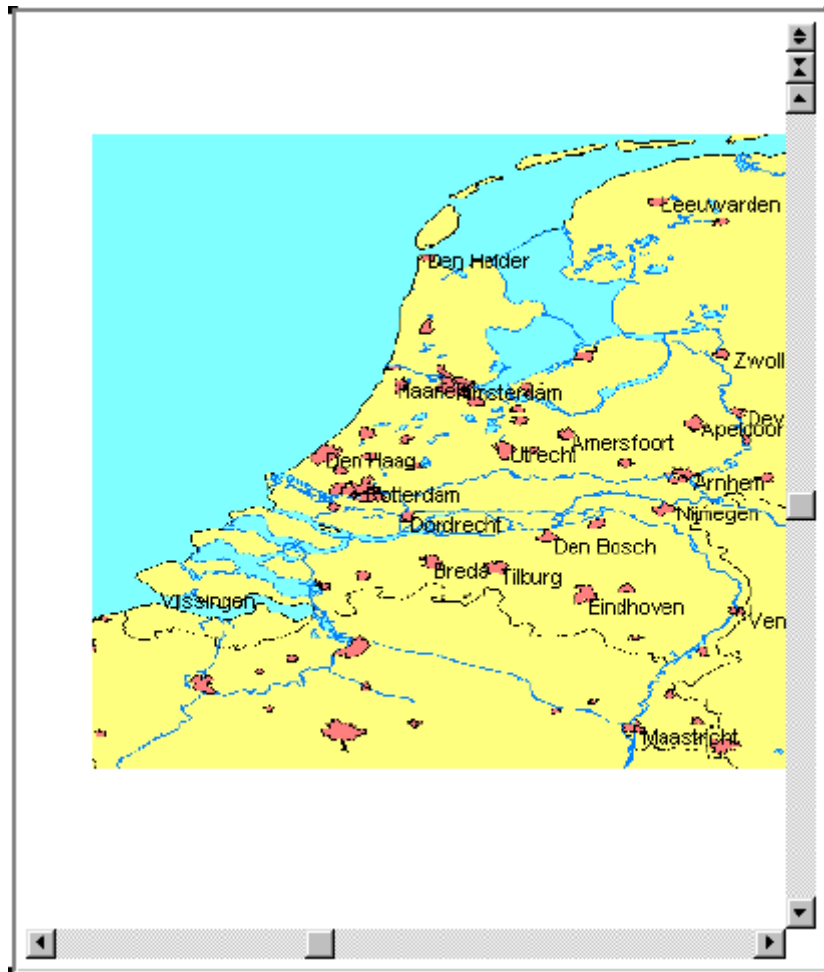 Leeuwarden
Den Helder
Zwoll
Haarlem
Amsterdam
Dev
Apeldoor
Amersfoort
Utrecht
Den Haag
Arnhem
Rotterdam
Nijmegen
Dordrecht
Den Bosch
Breda
Tilburg
Vlissingen
Eindhoven
Ven
Maastricht